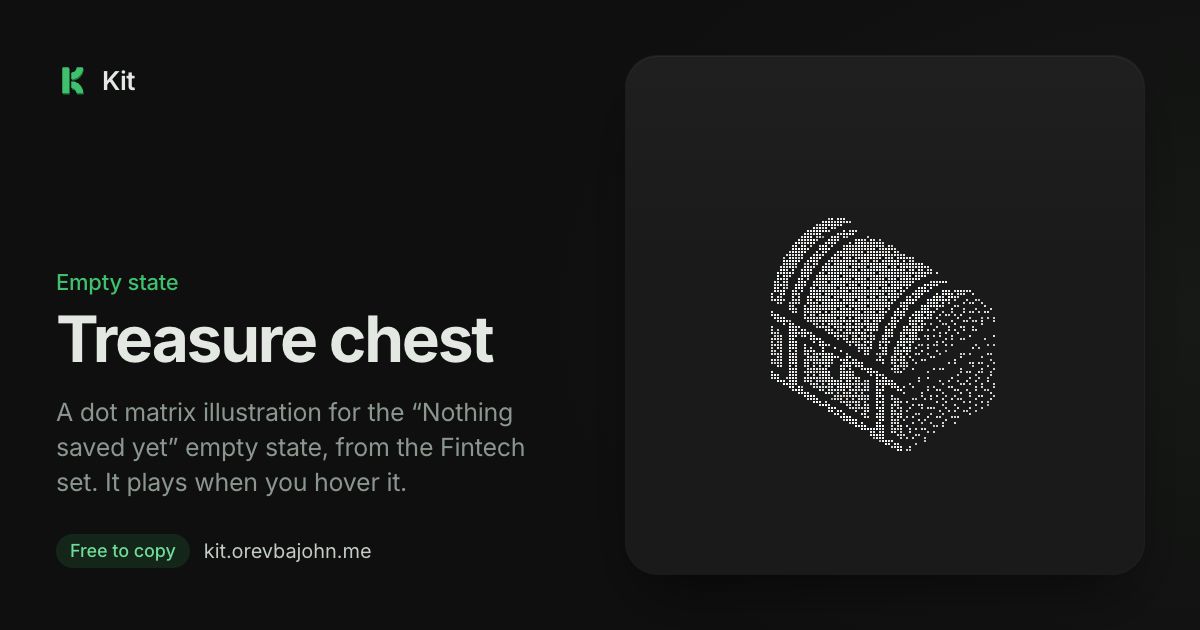 Kit
Empty state
Treasure chest
A dot matrix illustration for the “Nothing
saved yet” empty state, from the Fintech
set. It plays when you hover it.
Free to copy
kit.orevbajohn.me